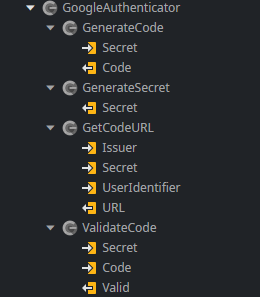 GoogleAuthenticator
GenerateCode
Secret
Code
GenerateSecret
Secret
GetCodeURL
Issuer
Secret
UserIdentifier
URL
ValidateCode
Secret
Code
Valid